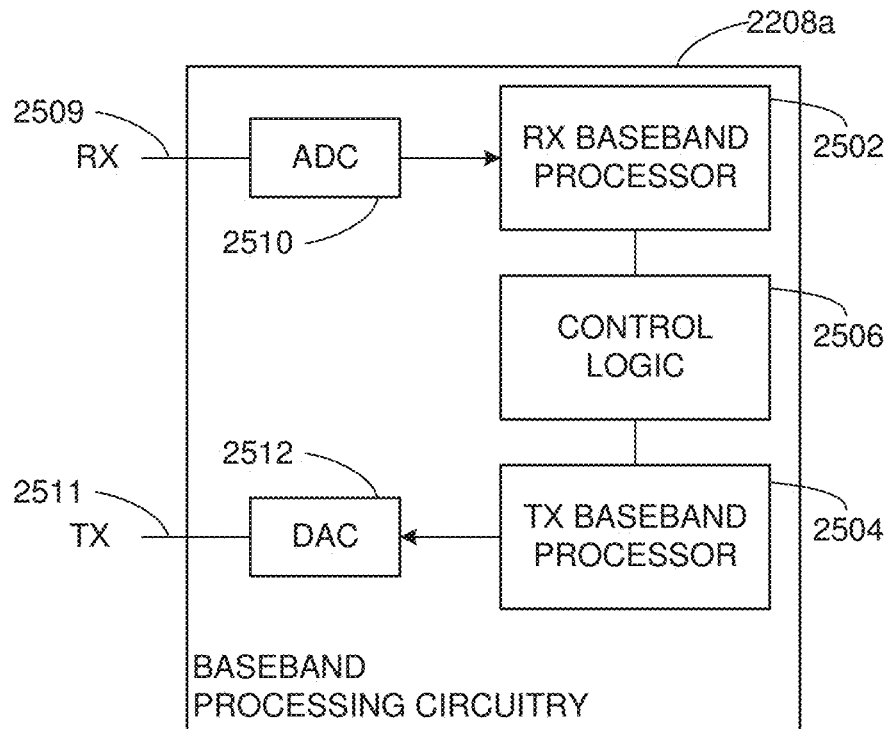 2208a
2509
RX
ADC
2510
RX BASEBAND
PROCESSOR
2502
CONTROL
LOGIC
2506
2512
2511
TX
DAC
TX BASEBAND
PROCESSOR
2504
BASEBAND
PROCESSING CIRCUITRY